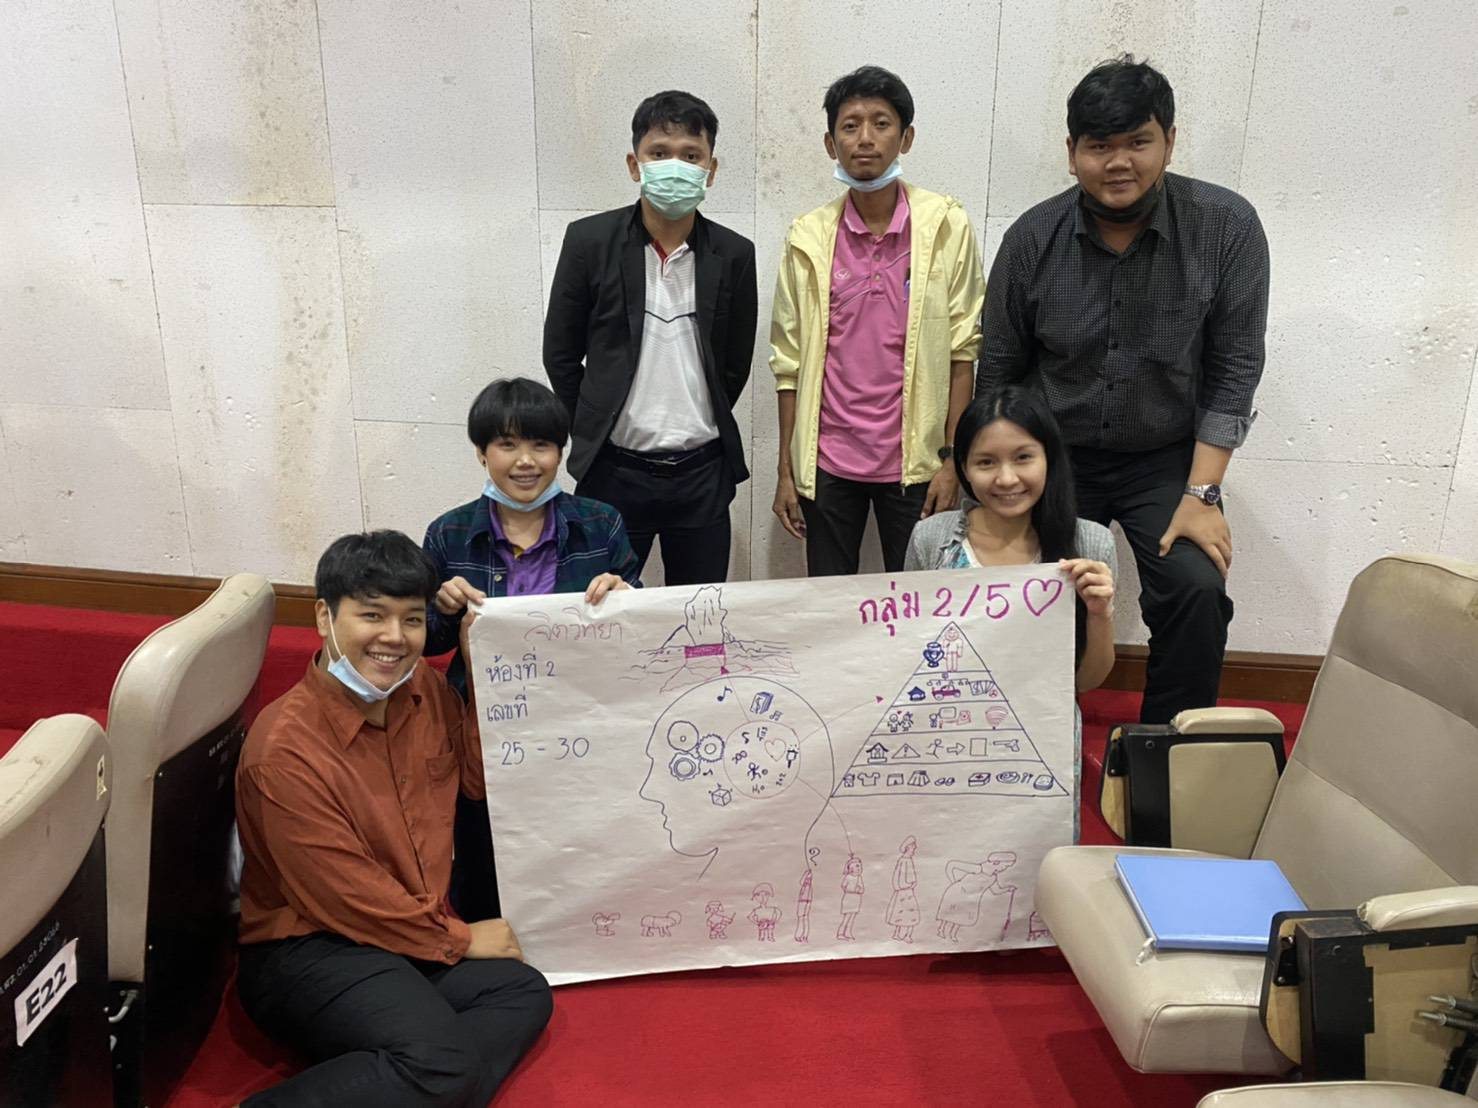 จิตวิทยา
กลุ่ม 2/5
ห้องที่ 2
เลขที่
25 - 30
?
E22